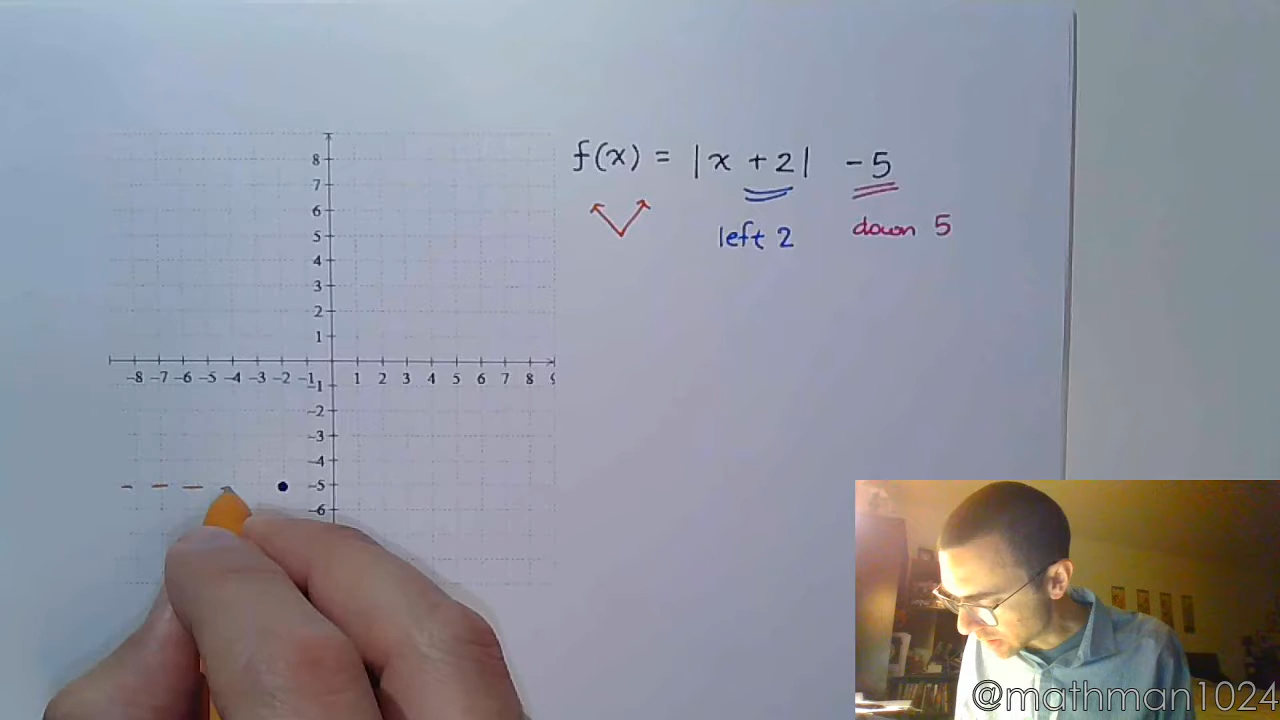 f(x) = |x +2| -5
left 2
down 5
8
7
6
5
4
3
2
1
-8 -7 -6 -5 -4 -3 -2 -1 1 2 3 4 5 6 7 8
-1
-2
-3
-4
-5
-6
@mathman1024